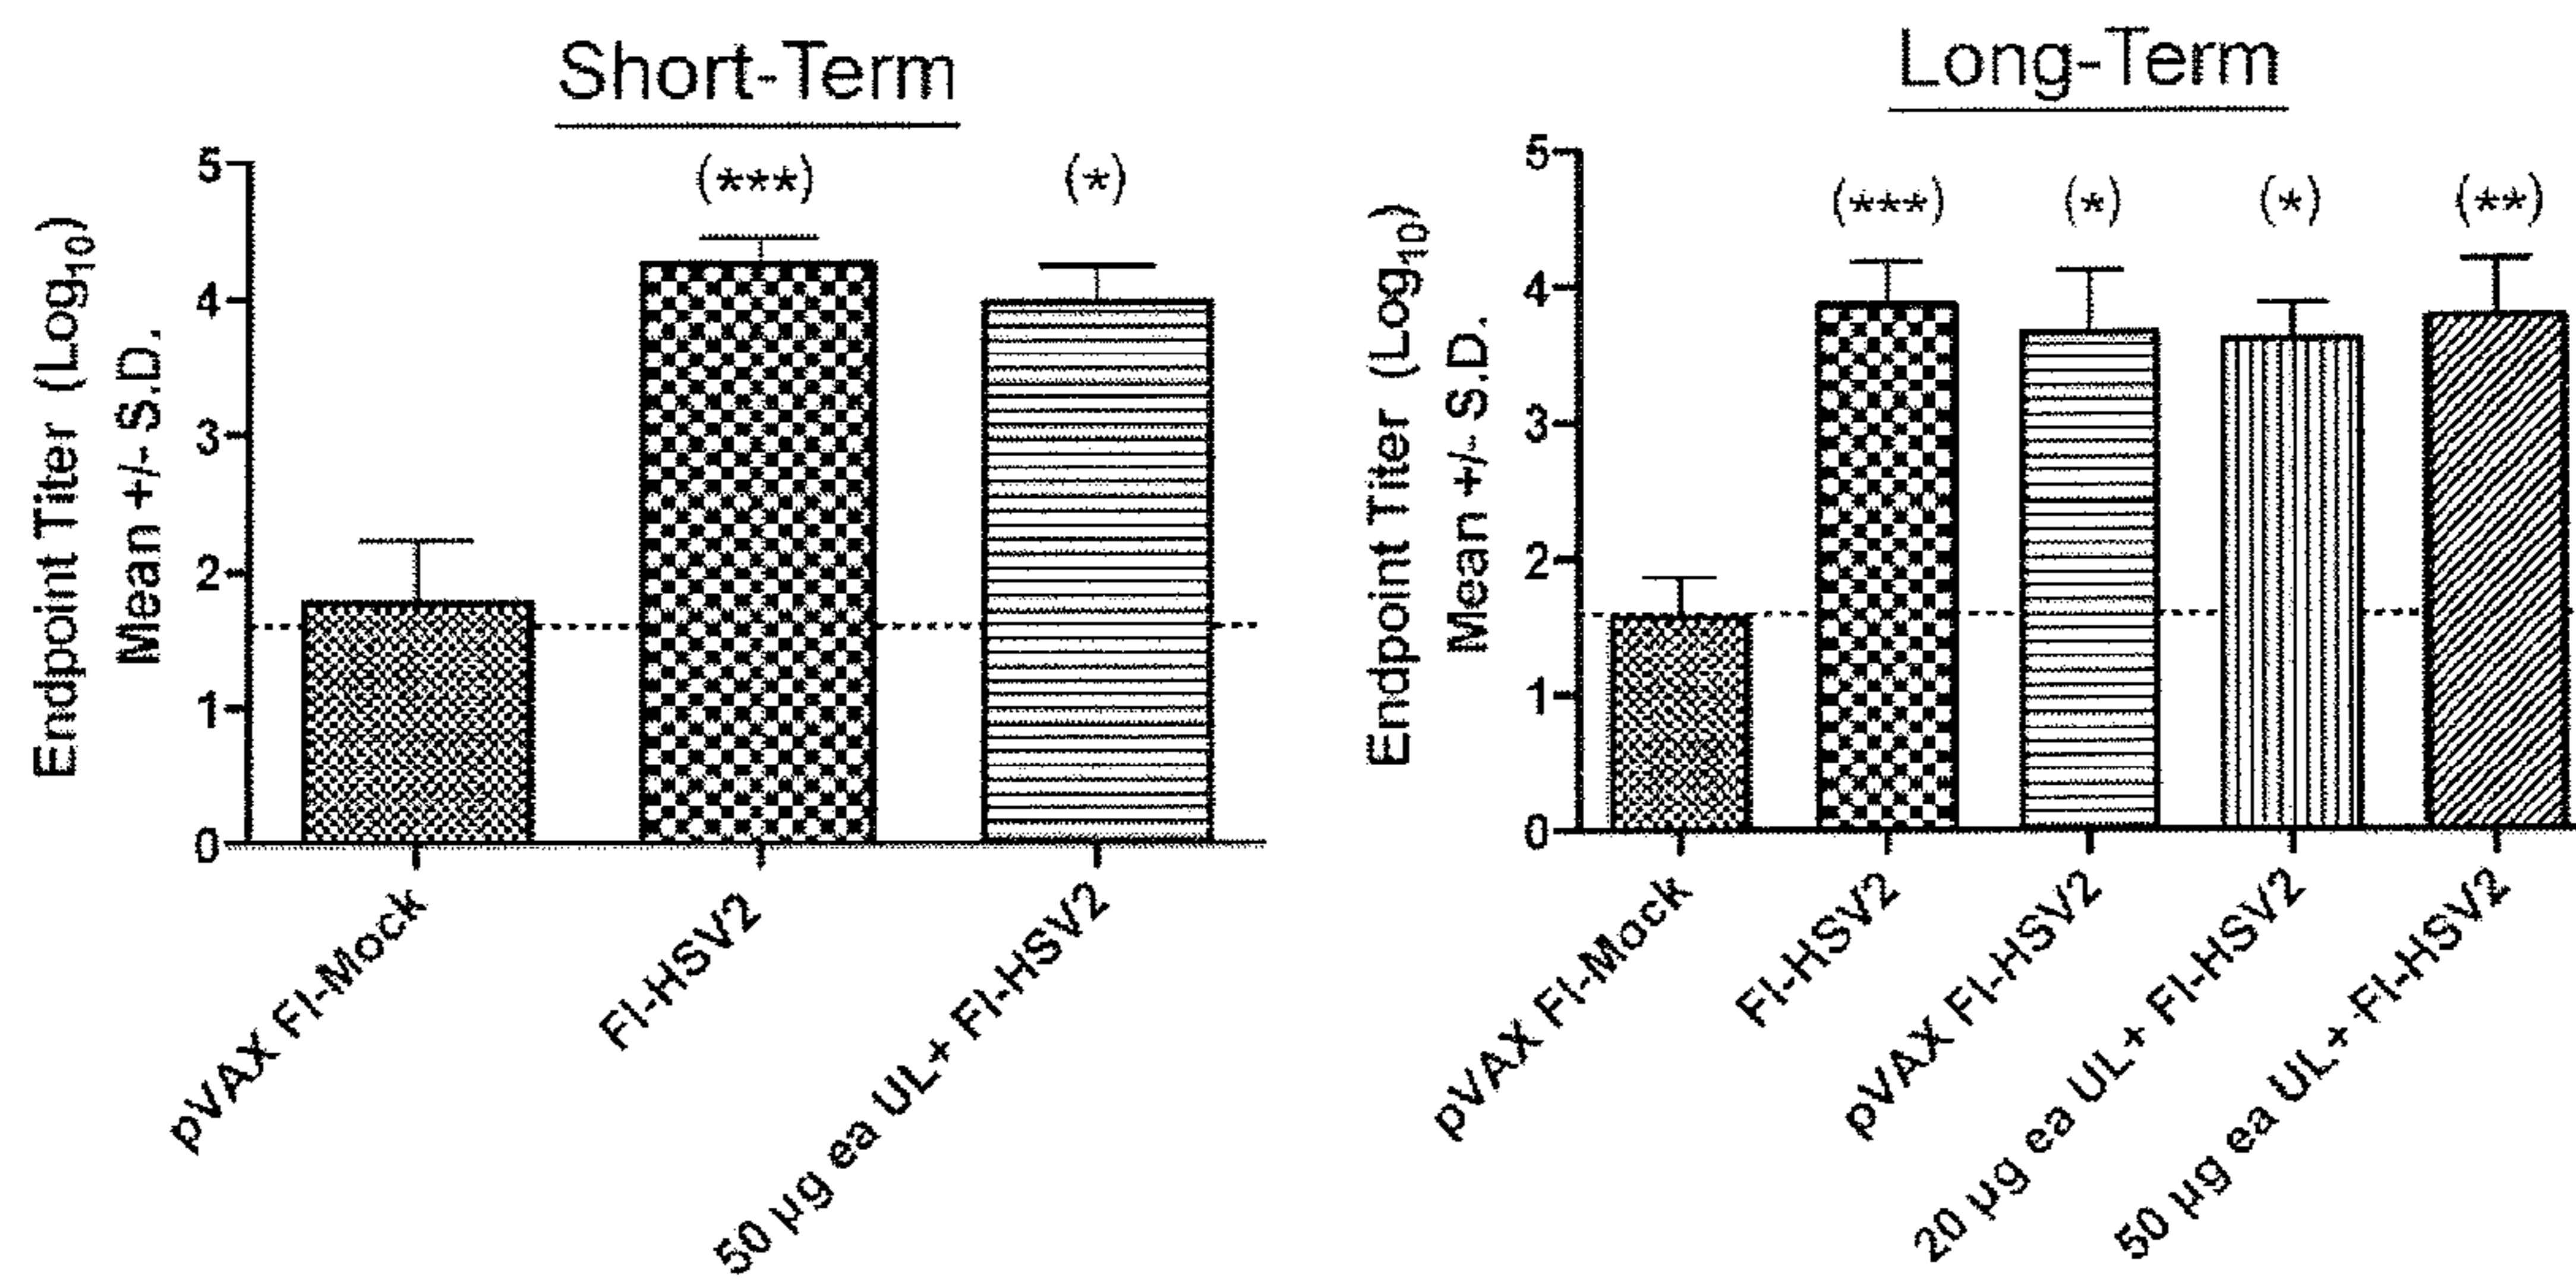 Short-Term
Endpoint Titer (Log10)
Mean +/- S.D.
5
4
3
2
1
0
(***)
(*)
pVAX FI-Mock
FI-HSV2
50 µg ea UL+ FI-HSV2
Long-Term
Endpoint Titer (Log10)
Mean +/- S.D.
5
4
3
2
1
0
(***)
(*)
(*)
(**)
pVAX FI-Mock
FI-HSV2
pVAX FI-HSV2
20 µg ea UL+ FI-HSV2
50 µg ea UL+ FI-HSV2